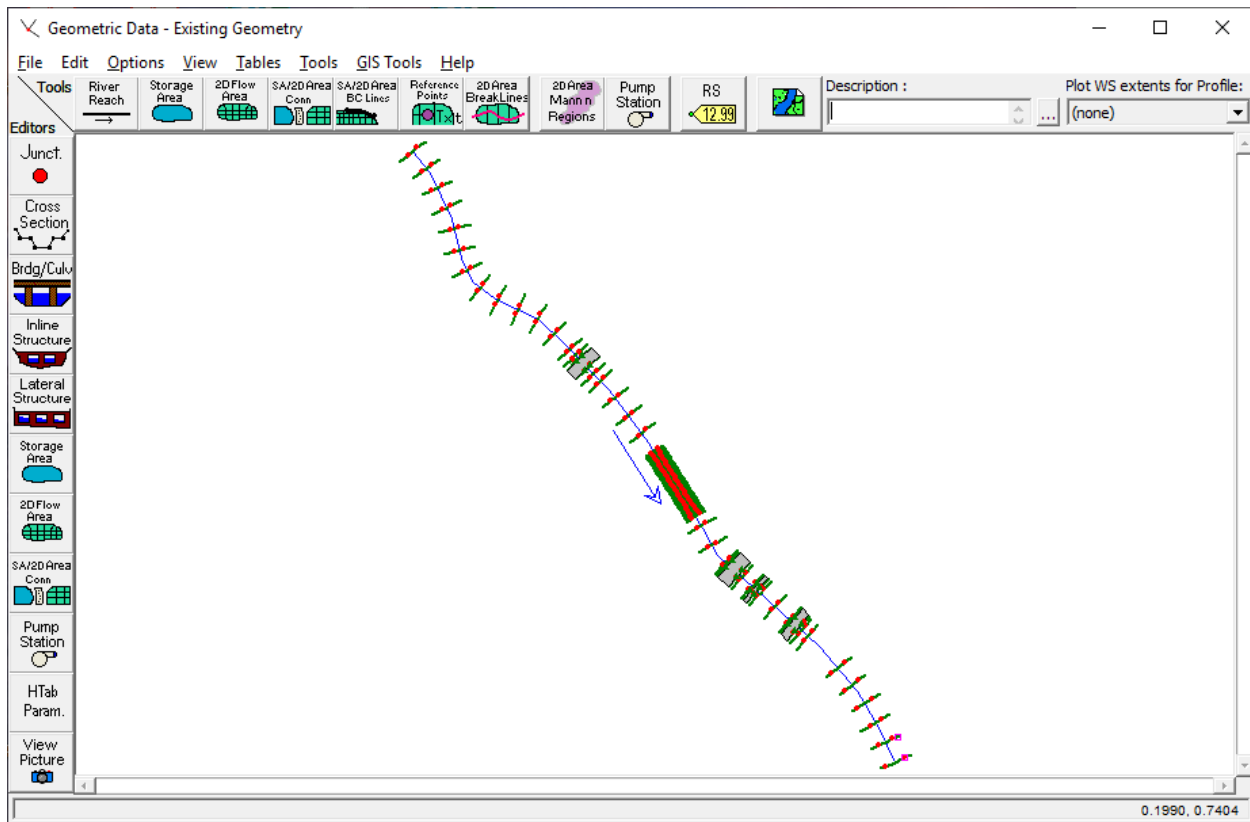 Geometric Data - Existing Geometry
File Edit Options View Tables Tools GIS Tools Help
Tools
Editors
River
Reach
Storage
Area
2D Flow
Area
SA/2D Area
Conn
SA/2D Area
BC Lines
Reference
Points
2D Area
BreakLines
2D Area
Mann n
Regions
Pump
Station
RS
12.99
Description :
...
Plot WS extents for Profile:
(none)
Junct.
Cross
Section
Brdg/Culv
Inline
Structure
Lateral
Structure
Storage
Area
2D Flow
Area
SA/2D Area
Conn
Pump
Station
HTab
Param.
View
Picture
0.1990, 0.7404